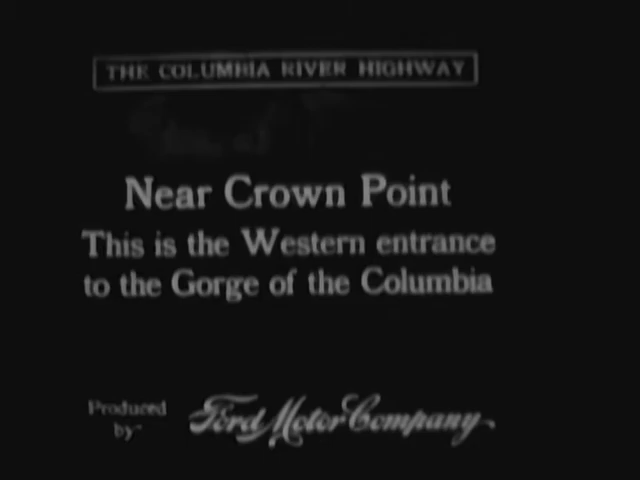 THE COLUMBIA RIVER HIGHWAY
Near Crown Point
This is the Western entrance
to the Gorge of the Columbia
Produced
by
Ford Motor Company